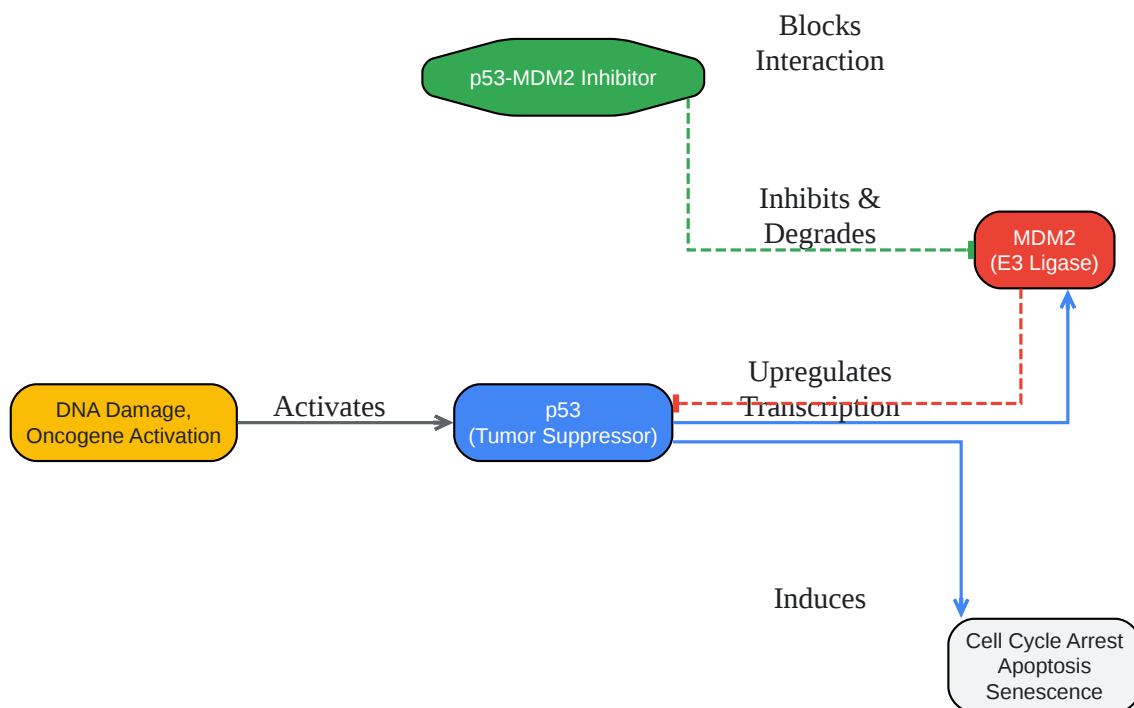 Blocks
Interaction
p53-MDM2 Inhibitor
Inhibits &
Degrades
MDM2
(E3 Ligase)
Upregulates
Transcription
DNA Damage,
Oncogene Activation
Activates
p53
(Tumor Suppressor)
Induces
Cell Cycle Arrest
Apoptosis
Senescence